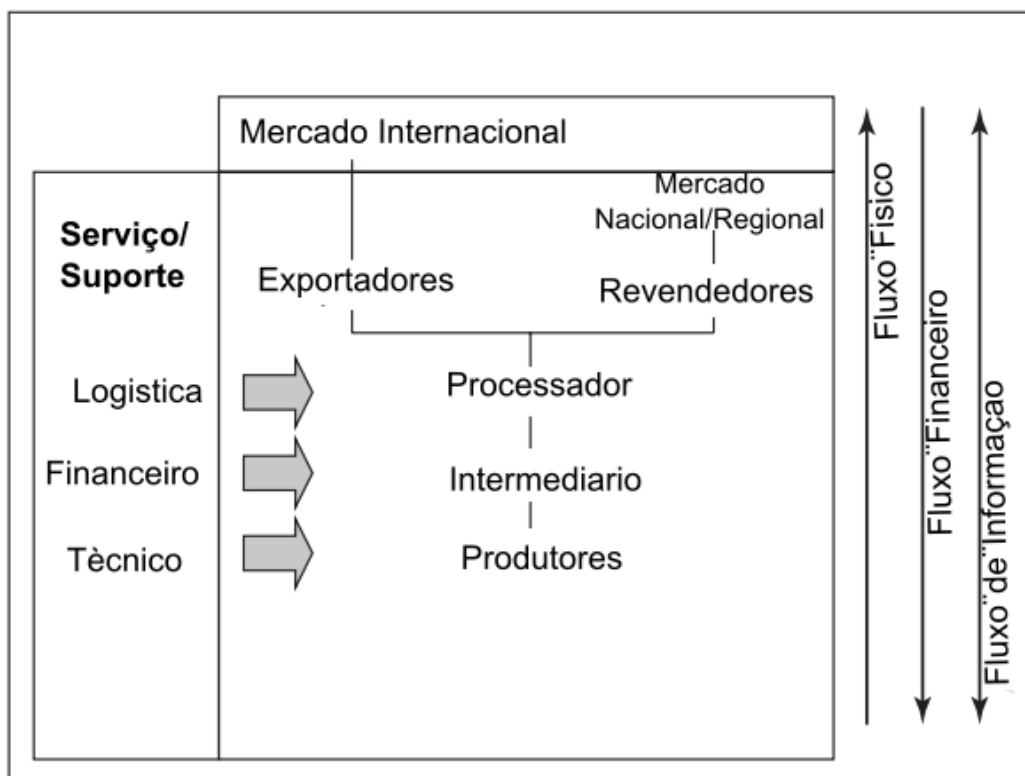 Mercado Internacional
Mercado
Nacional/Regional
Serviço/
Suporte
Exportadores
Revendedores
Logistica
Processador
Financeiro
Intermediario
Tècnico
Produtores
Fluxo¨Fisico
Fluxo¨Financeiro
Fluxo¨de¨Informaçao